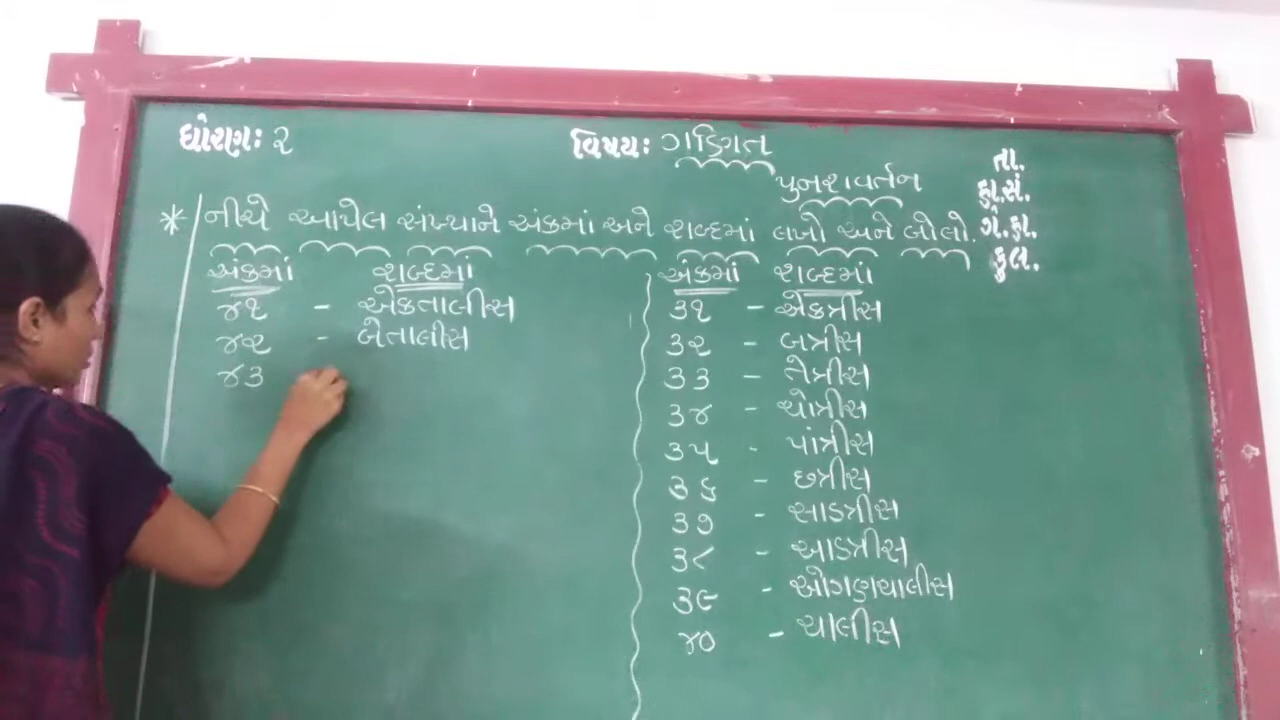 ધોરણઃ ૨
વિષયઃ ગણિત
પુનરાવર્તન
તા.
હા.સં.
ગે.હા.
કુલ.
* નીચે આપેલ સંખ્યાને અંકમાં અને શબ્દમાં લખો અને બોલો.
અંકમાં શબ્દમાં
૪૧ - એકતાલીસ
૪૨ - બેતાલીસ
૪૩
અંકમાં શબ્દમાં
૩૧ - એકત્રીસ
૩૨ - બત્રીસ
૩૩ - તેત્રીસ
૩૪ - ચોત્રીસ
૩૫ - પાંત્રીસ
૩૬ - છત્રીસ
૩૭ - સાડત્રીસ
૩૮ - આડત્રીસ
૩૯ - ઓગણચાલીસ
૪૦ - ચાલીસ